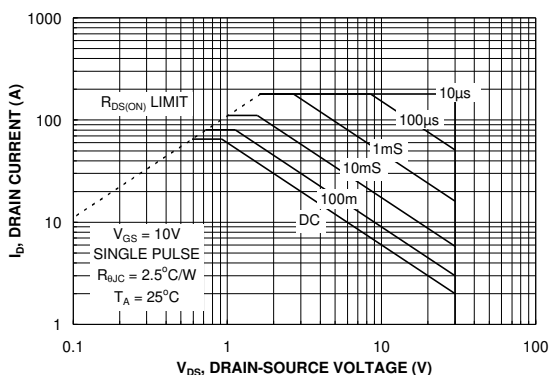 1000
10µs
R_DS(ON) LIMIT
100
100µs
1mS
10mS
100m
10
DC
V_GS = 10V
SINGLE PULSE
R_θJC = 2.5°C/W
T_A = 25°C
1
0.1
1
10
100
I_D, DRAIN CURRENT (A)
V_DS, DRAIN-SOURCE VOLTAGE (V)